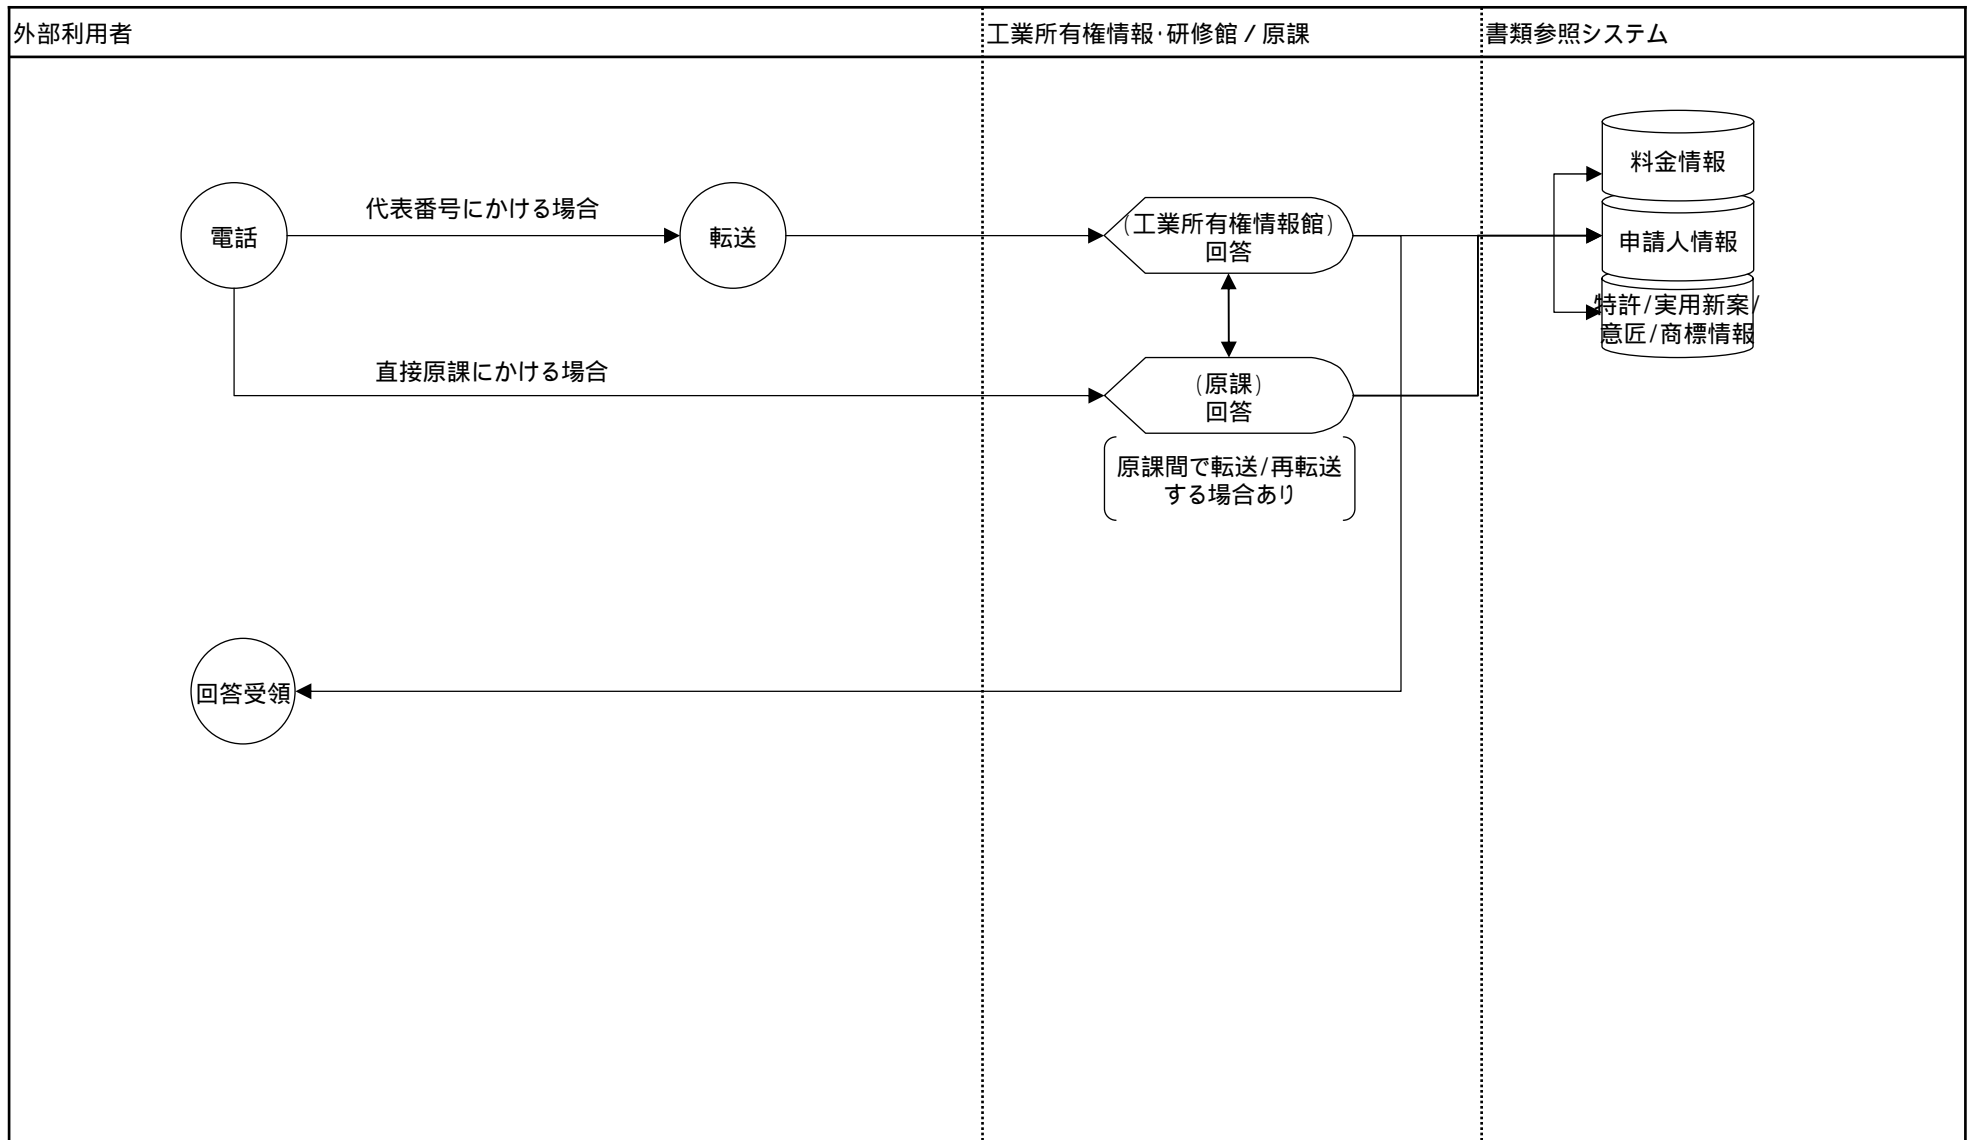 外部利用者
工業所有権情報・研修館 / 原課
書類参照システム
料金情報
代表番号にかける場合
電話
転送
(工業所有権情報館)
回答
申請人情報
特許/実用新案/
意匠/商標情報
直接原課にかける場合
(原課)
回答
原課間で転送/再転送
する場合あり
回答受領